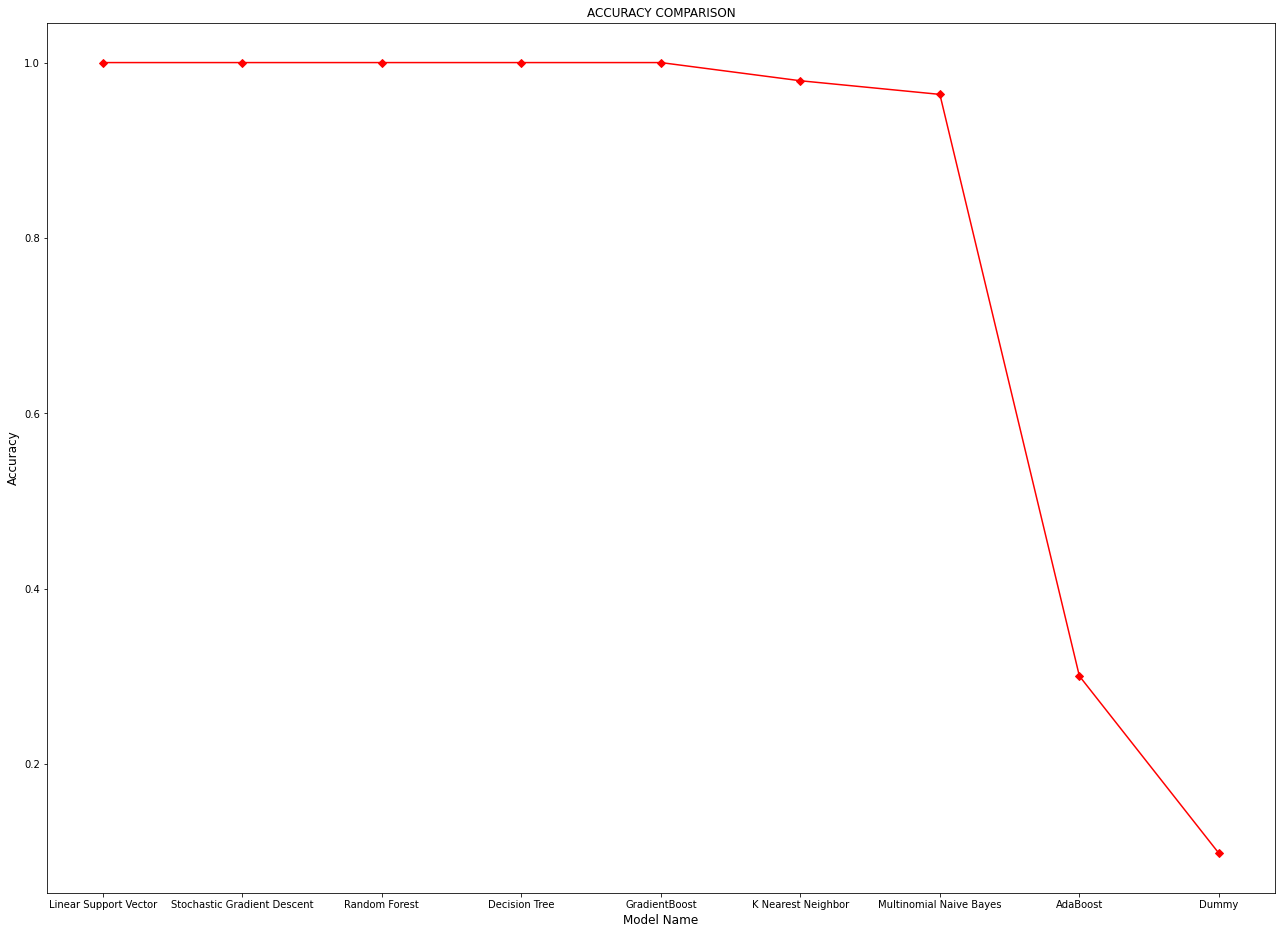 ACCURACY COMPARISON
1.0
0.8
0.6
0.4
0.2
Accuracy
Linear Support Vector Stochastic Gradient Descent Random Forest Decision Tree GradientBoost K Nearest Neighbor Multinomial Naive Bayes AdaBoost Dummy
Model Name